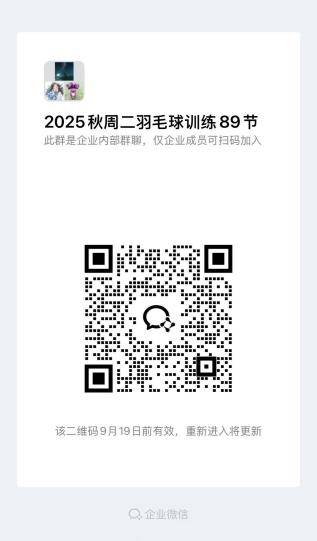 2025秋周二羽毛球训练89节
此群是企业内部群聊，仅企业成员可扫码加入
该二维码9月19日前有效，重新进入将更新
企业微信